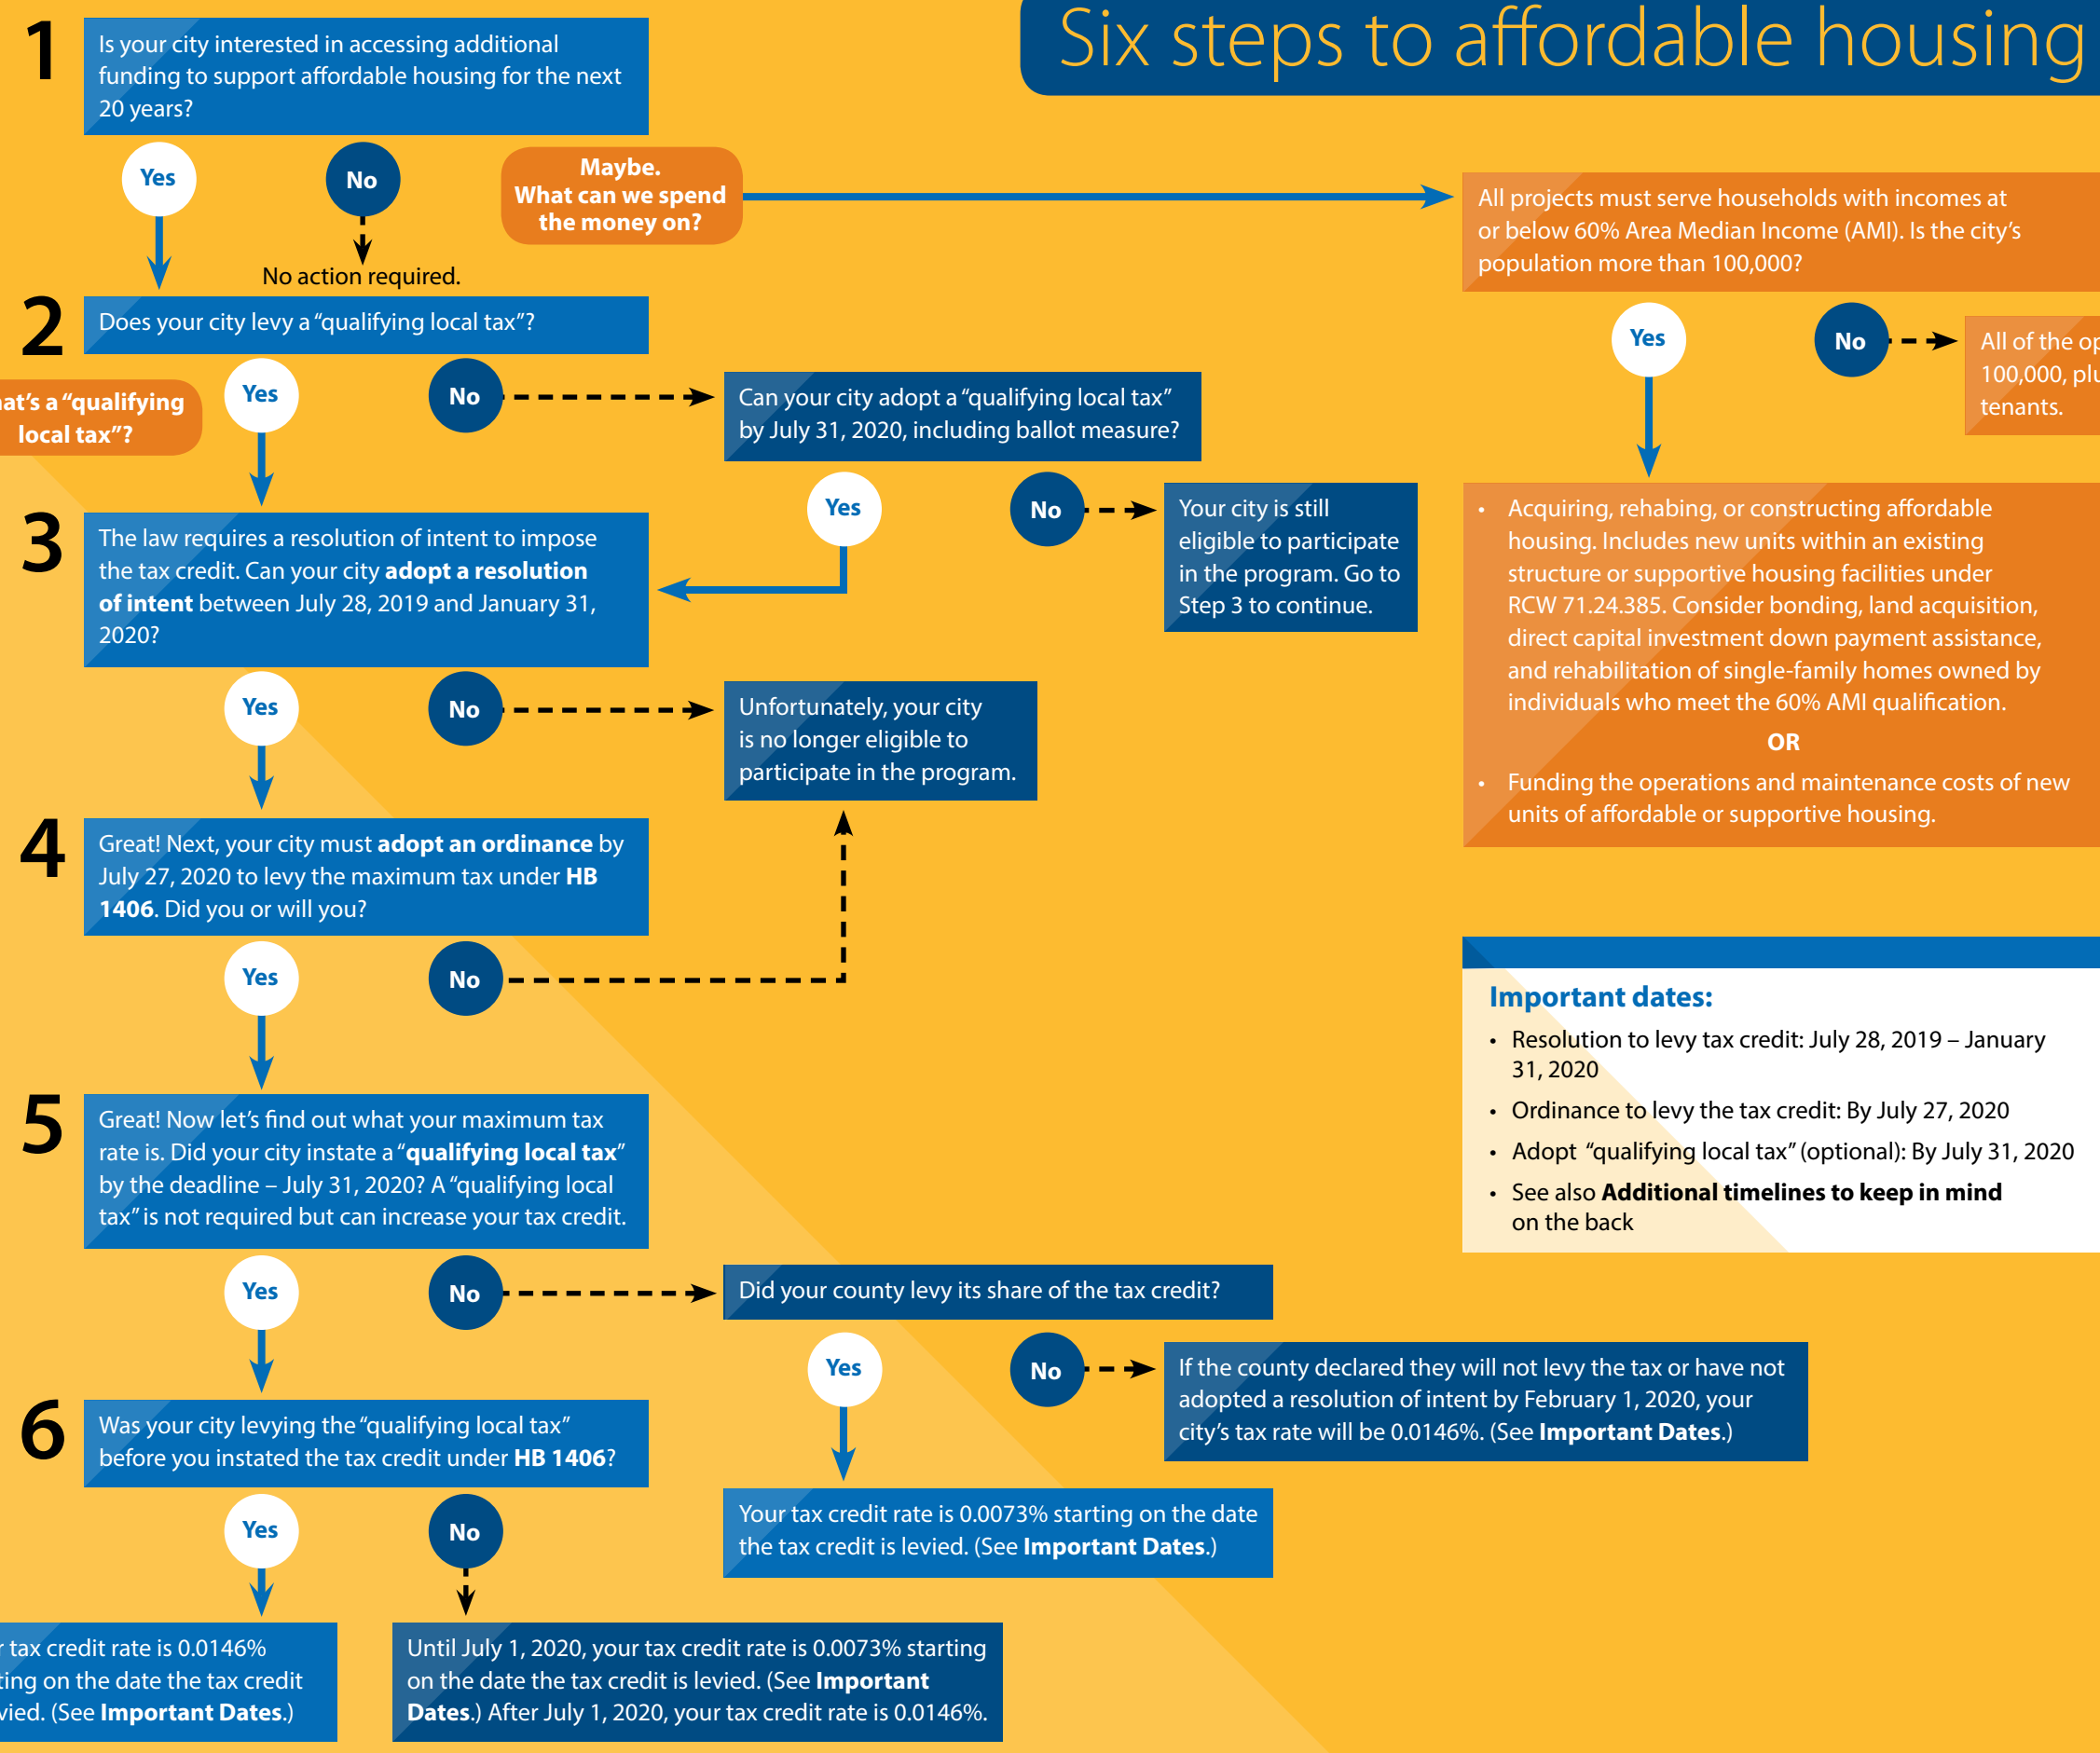 Six steps to affordable housing
1
Is your city interested in accessing additional
funding to support affordable housing for the next
20 years?
Yes
No
Maybe.
What can we spend
the money on?
No action required.
All projects must serve households with incomes at
or below 60% Area Median Income (AMI). Is the city's
population more than 100,000?
Yes
No
All of the
100,000,
tenants.
• Acquiring, rehabing, or constructing affordable
housing. Includes new units within an existing
structure or supportive housing facilities under
RCW 71.24.385. Consider bonding, land acquisition,
direct capital investment down payment assistance,
and rehabilitation of single-family homes owned by
individuals who meet the 60% AMI qualification.
OR
• Funding the operations and maintenance costs of new
units of affordable or supportive housing.
2
Does your city levy a “qualifying local tax”?
a “qualifying
local tax”?
Yes
No
Can your city adopt a “qualifying local tax”
by July 31, 2020, including ballot measure?
Yes
No
Your city is still
eligible to participate
in the program. Go to
Step 3 to continue.
3
The law requires a resolution of intent to impose
the tax credit. Can your city adopt a resolution
of intent between July 28, 2019 and January 31,
2020?
Yes
No
Unfortunately, your city
is no longer eligible to
participate in the program.
4
Great! Next, your city must adopt an ordinance by
July 27, 2020 to levy the maximum tax under HB
1406. Did you or will you?
Yes
No
Important dates:
• Resolution to levy tax credit: July 28, 2019 – January
31, 2020
• Ordinance to levy the tax credit: By July 27, 2020
• Adopt “qualifying local tax” (optional): By July 31, 2020
• See also Additional timelines to keep in mind
on the back
5
Great! Now let's find out what your maximum tax
rate is. Did your city instate a “qualifying local tax”
by the deadline – July 31, 2020? A “qualifying local
tax” is not required but can increase your tax credit.
Yes
No
Did your county levy its share of the tax credit?
Yes
No
If the county declared they will not levy the tax or have not
adopted a resolution of intent by February 1, 2020, your
city's tax rate will be 0.0146%. (See Important Dates.)
Your tax credit rate is 0.0073% starting on the date
the tax credit is levied. (See Important Dates.)
6
Was your city levying the “qualifying local tax”
before you instated the tax credit under HB 1406?
Yes
No
tax credit rate is 0.0146%
on the date the tax credit
(See Important Dates.)
Until July 1, 2020, your tax credit rate is 0.0073% starting
on the date the tax credit is levied. (See Important
Dates.) After July 1, 2020, your tax credit rate is 0.0146%.